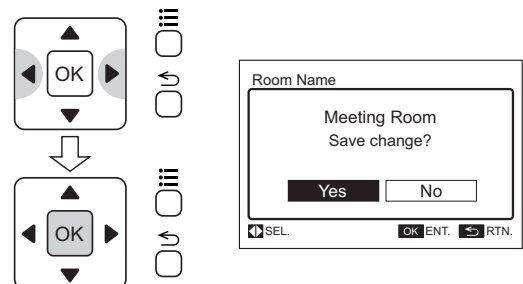 OK
OK
Room Name
Meeting Room
Save change?
Yes No
SEL. OK ENT. RTN.